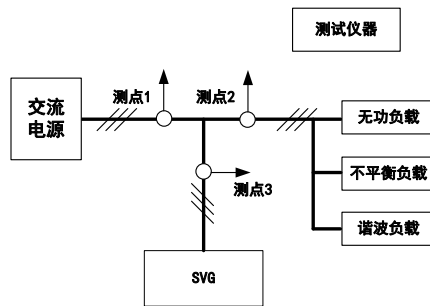 测试仪器
交流
电源
测点1
测点2
无功负载
不平衡负载
测点3
谐波负载
SVG